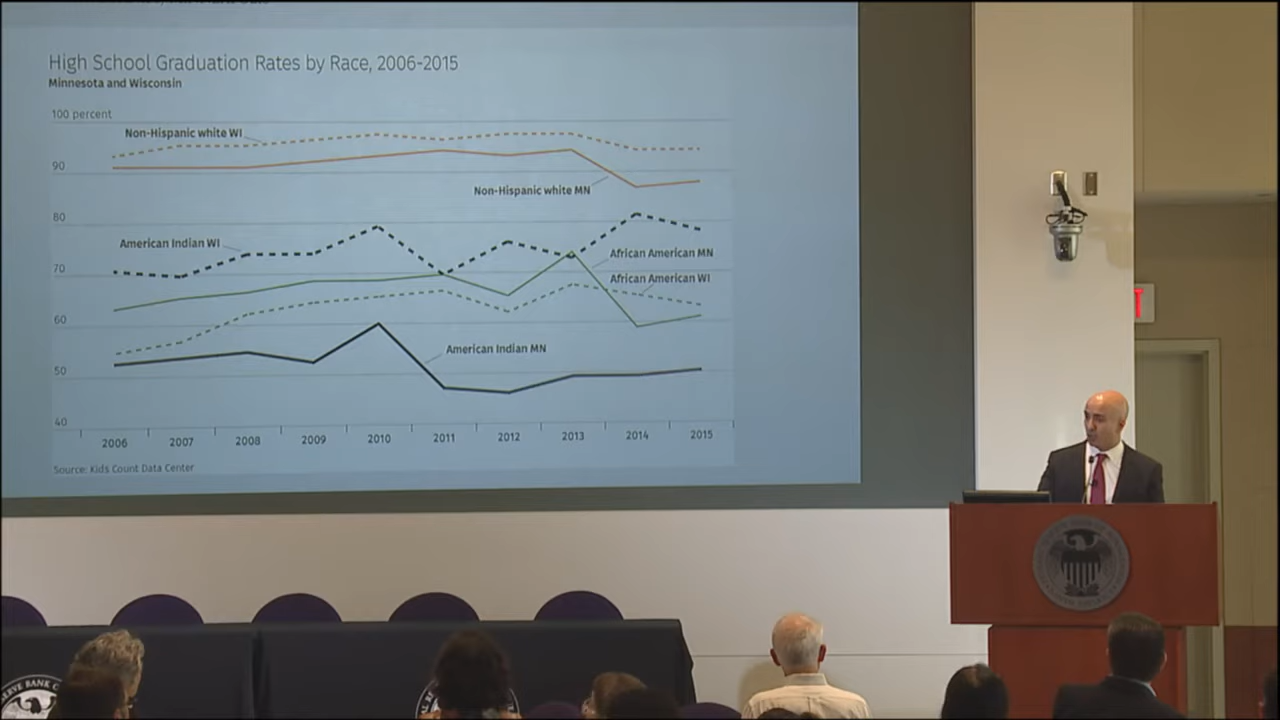 High School Graduation Rates by Race, 2006-2015
Minnesota and Wisconsin
100 percent
Non-Hispanic white WI
90
Non-Hispanic white MN
80
American Indian WI
African American MN
70
African American WI
60
American Indian MN
50
40
2006 2007 2008 2009 2010 2011 2012 2013 2014 2015
Source: Kids Count Data Center